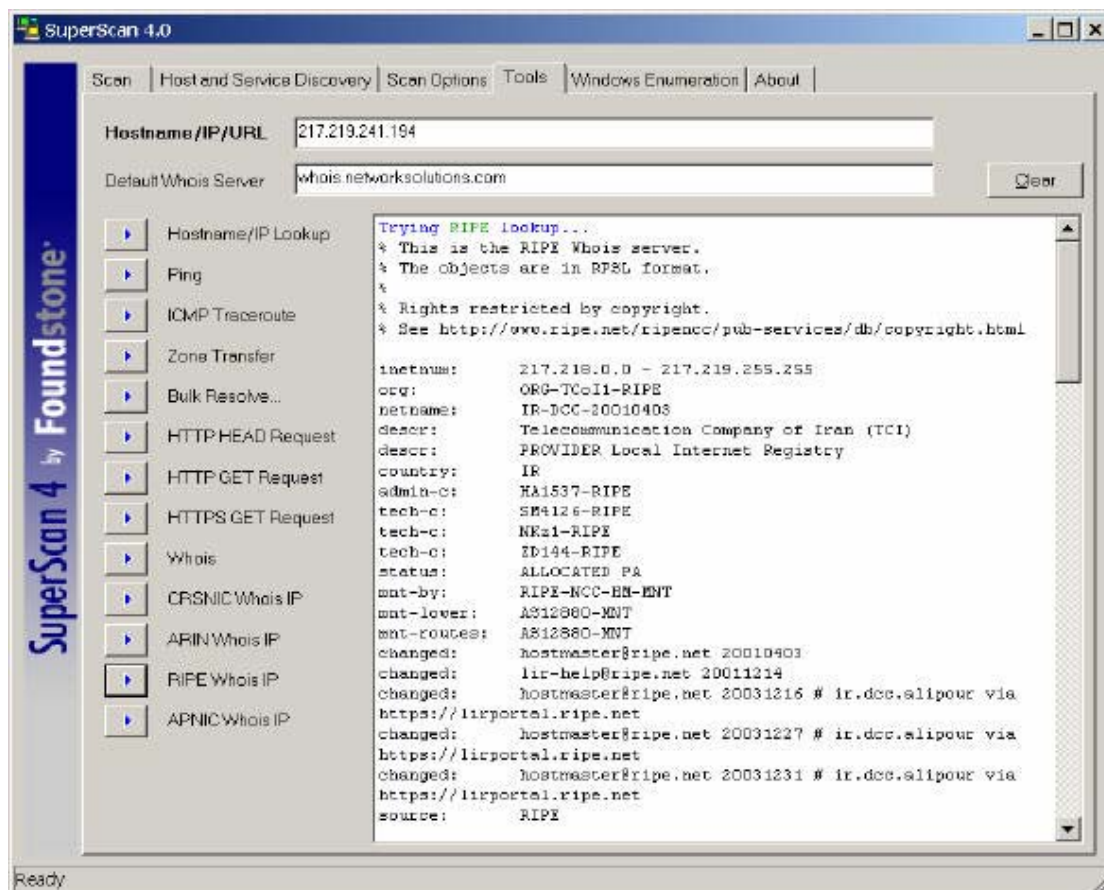 SuperScan 4.0
Scan Host and Service Discovery Scan Options Tools Windows Enumeration About
Hostname/IP/URL 217.219.241.194
Default Whois Server whois.networksolutions.com Clear
SuperScan 4 by Foundstone
Hostname/IP Lookup
Ping
ICMP Traceroute
Zone Transfer
Bulk Resolve...
HTTP HEAD Request
HTTP GET Request
HTTPS GET Request
Whois
CRSNIC Whois IP
ARIN Whois IP
RIPE Whois IP
APNIC Whois IP
Trying RIPE lookup...
% This is the RIPE Whois server.
% The objects are in RPSL format.
%
% Rights restricted by copyright.
% See http://www.ripe.net/ripencc/pub-services/db/copyright.html
inetnum: 217.218.0.0 - 217.219.255.255
org: ORG-TCoI1-RIPE
netname: IR-DCC-20010403
descr: Telecommunication Company of Iran (TCI)
descr: PROVIDER Local Internet Registry
country: IR
admin-c: HA1537-RIPE
tech-c: SM4126-RIPE
tech-c: NKz1-RIPE
tech-c: ZD144-RIPE
status: ALLOCATED PA
mnt-by: RIPE-NCC-HM-MNT
mnt-lower: AS12880-MNT
mnt-routes: AS12880-MNT
changed: hostmaster@ripe.net 20010403
changed: lir-help@ripe.net 20011214
changed: hostmaster@ripe.net 20031216 # ir.dcc.alipour via
https://lirportal.ripe.net
changed: hostmaster@ripe.net 20031227 # ir.dcc.alipour via
https://lirportal.ripe.net
changed: hostmaster@ripe.net 20031231 # ir.dcc.alipour via
https://lirportal.ripe.net
source: RIPE
Ready